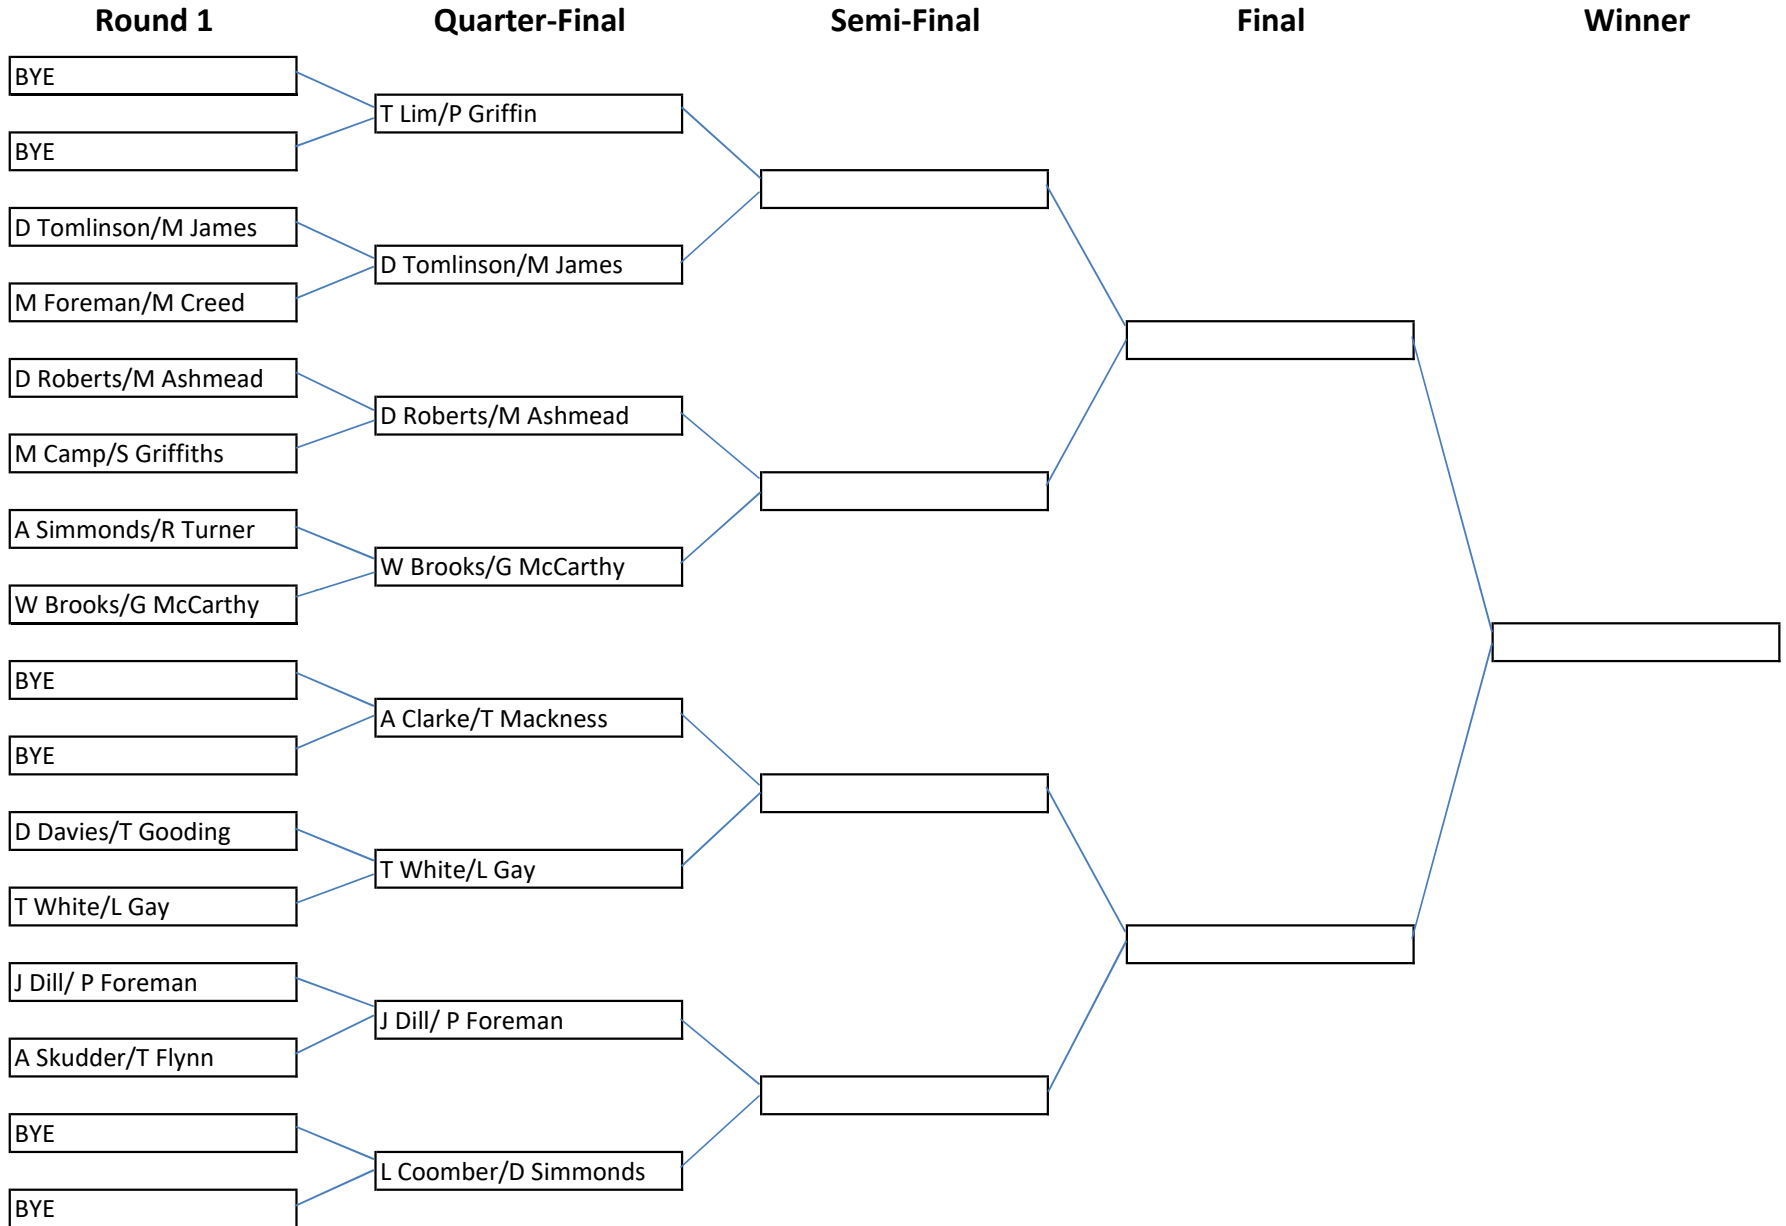 Round 1
Quarter-Final
Semi-Final
Final
Winner
BYE
BYE
D Tomlinson/M James
M Foreman/M Creed
D Roberts/M Ashmead
M Camp/S Griffiths
A Simmonds/R Turner
W Brooks/G McCarthy
BYE
BYE
D Davies/T Gooding
T White/L Gay
J Dill/ P Foreman
A Skudder/T Flynn
BYE
BYE
T Lim/P Griffin
D Tomlinson/M James
D Roberts/M Ashmead
W Brooks/G McCarthy
A Clarke/T Mackness
T White/L Gay
J Dill/ P Foreman
L Coomber/D Simmonds